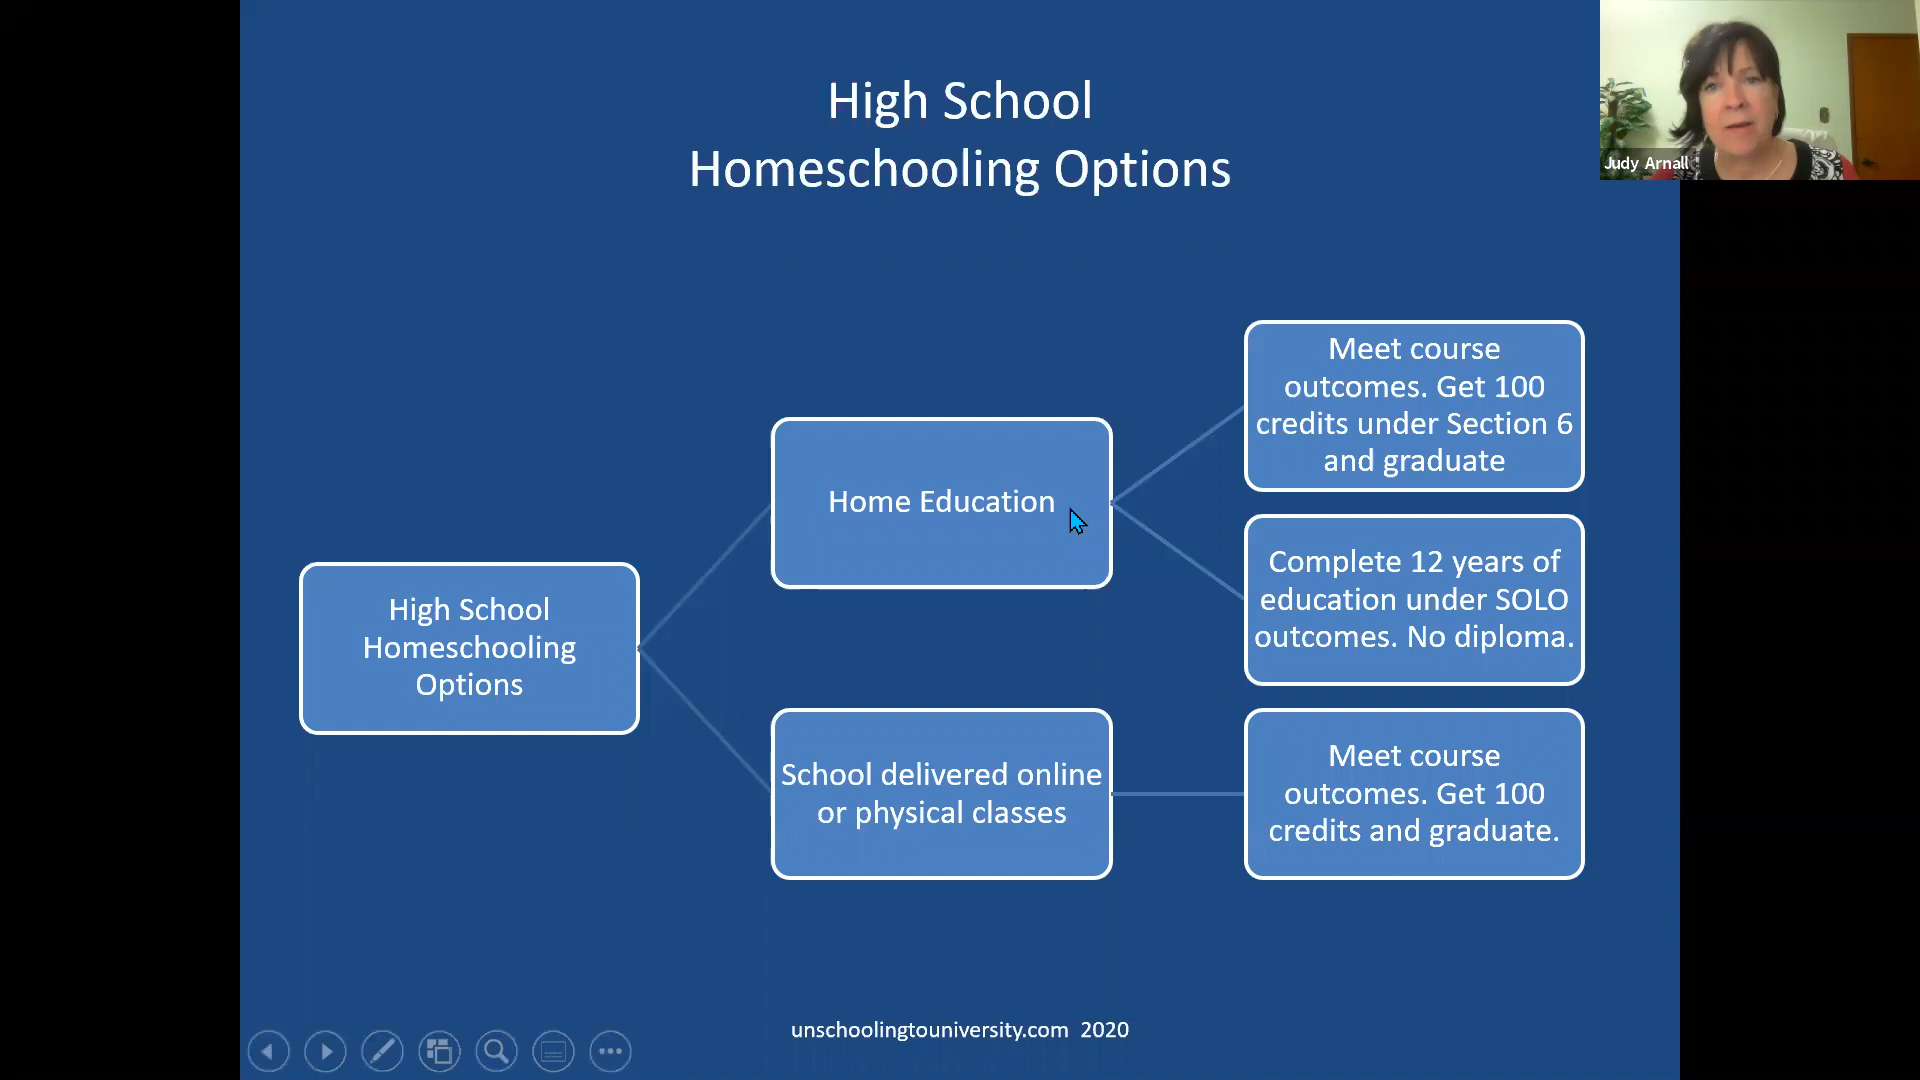 High School
Homeschooling Options
Judy Arnall
High School
Homeschooling
Options
Home Education
School delivered online
or physical classes
Meet course
outcomes. Get 100
credits under Section 6
and graduate
Complete 12 years of
education under SOLO
outcomes. No diploma.
Meet course
outcomes. Get 100
credits and graduate.
unschoolingtouniversity.com 2020